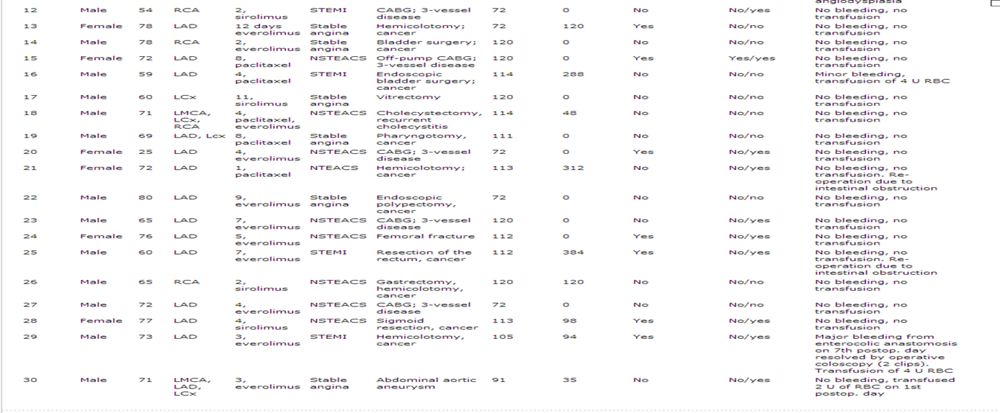 angiodysplasia
12 Male 54 RCA 2, STEMI CABG; 3-vessel 72 0 No No/yes No bleeding, no
sirolimus disease transfusion
13 Female 78 LAD 12 days Stable Hemicolotomy; 72 120 Yes No/no No bleeding, no
everolimus angina cancer transfusion
14 Male 78 RCA 2, Stable Bladder surgery; 120 0 No No/no No bleeding, no
everolimus angina cancer transfusion
15 Female 72 LAD 8, NSTEACS Off-pump CABG; 120 0 Yes Yes/yes No bleeding, no
paclitaxel 3-vessel disease transfusion
16 Male 59 LAD 4, STEMI Endoscopic 114 288 No No/no Minor bleeding,
paclitaxel bladder surgery; transfusion of 4 U RBC
cancer
17 Male 60 LCx 11, Stable Vitrectomy 120 0 No No/no No bleeding, no
sirolimus angina transfusion
18 Male 71 LMCA, 4, NSTEACS Cholecystectomy, 114 48 No No/no No bleeding, no
LCx, paclitaxel, recurrent transfusion
RCA everolimus cholecystitis
19 Male 69 LAD, Lcx 8, Stable Pharyngotomy, 111 0 No No/no No bleeding, no
paclitaxel angina cancer transfusion
20 Female 25 LAD 4, NSTEACS CABG; 3-vessel 72 0 Yes No/yes No bleeding, no
everolimus disease transfusion
21 Female 72 LAD 1, NTEACS Hemicolotomy; 113 312 No No/yes No bleeding, no
paclitaxel cancer transfusion. Re-
operation due to
intestinal obstruction
22 Male 80 LAD 9, Stable Endoscopic 72 0 No No/no No bleeding, no
everolimus angina polypectomy, transfusion
cancer
23 Male 65 LAD 7, NSTEACS CABG; 3-vessel 120 0 No No/yes No bleeding, no
everolimus disease transfusion
24 Female 76 LAD 5, NSTEACS Femoral fracture 112 0 Yes No/yes No bleeding, no
everolimus transfusion
25 Male 60 LAD 7, STEMI Resection of the 112 384 Yes No/yes No bleeding, no
everolimus rectum, cancer transfusion. Re-
operation due to
intestinal obstruction
26 Male 65 RCA 2, NSTEACS Gastrectomy, 120 120 No No/yes No bleeding, no
sirolimus hemicolotomy, transfusion
cancer
27 Male 72 LAD 4, NSTEACS CABG; 3-vessel 72 0 No No/yes No bleeding, no
everolimus disease transfusion
28 Female 77 LAD 4, NSTEACS Sigmoid 113 98 Yes No/yes No bleeding, no
sirolimus resection, cancer transfusion
29 Male 73 LAD 3, STEMI Hemicolotomy, 105 94 Yes No/yes Major bleeding from
everolimus cancer enterocolic anastomosis
on 7th postop. day
resolved by operative
coloscopy (2 clips).
Transfusion of 4 U RBC
30 Male 71 LMCA, 3, Stable Abdominal aortic 91 35 No No/yes No bleeding, transfused
LAD, everolimus angina aneurysm 2 U of RBC on 1st
LCx postop. day